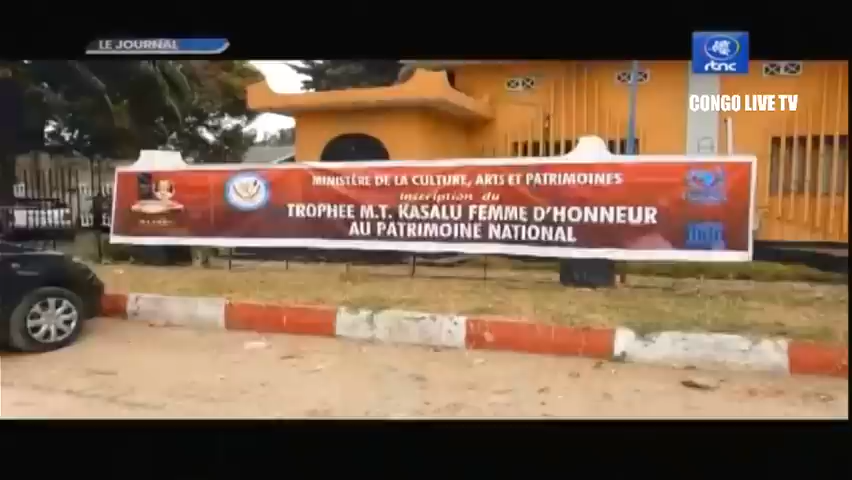 LE JOURNAL
rtnc
CONGO LIVE TV
MINISTÈRE DE LA CULTURE, ARTS ET PATRIMOINES
inscription du
TROPHEE M.T. KASALU FEMME D'HONNEUR
AU PATRIMOINE NATIONAL